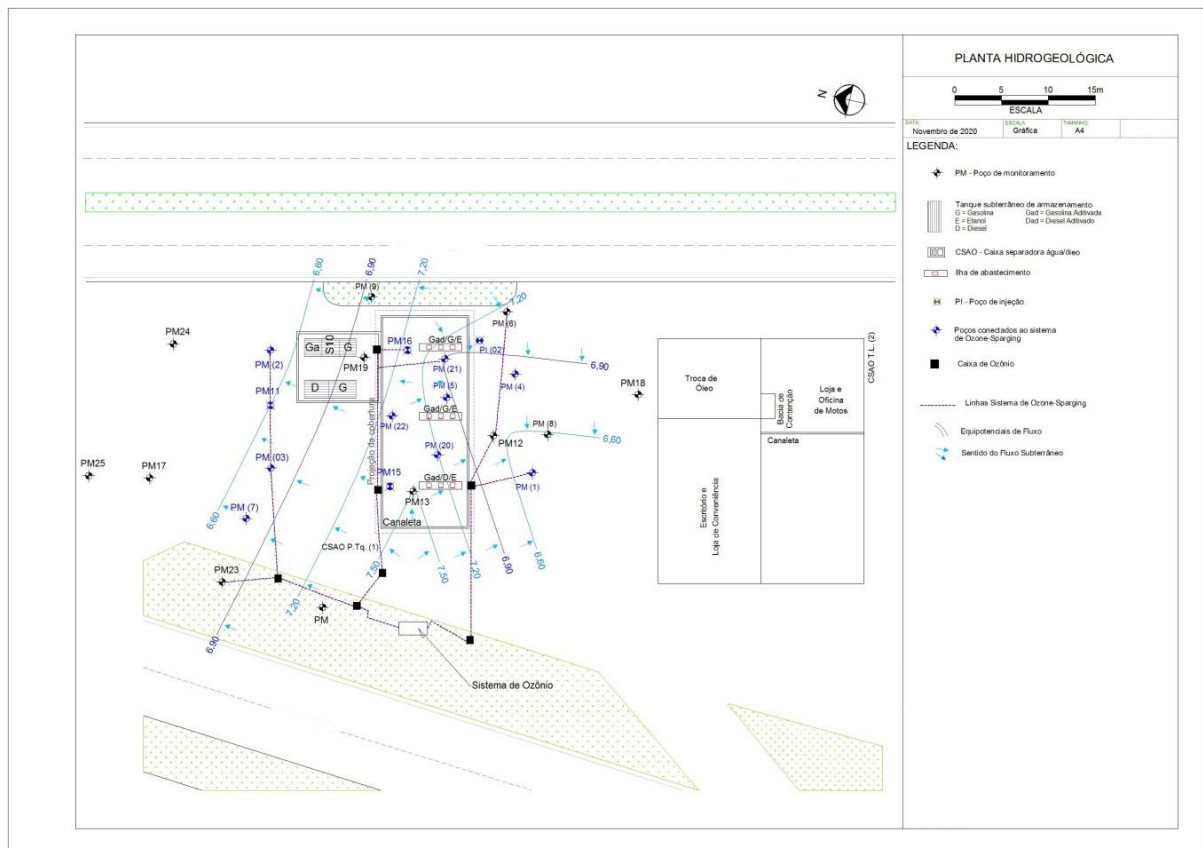 PLANTA HIDROGEOLÓGICA
0 5 10 15m
ESCALA
DATA: ESCALA: TAMANHO:
Novembro de 2020 Gráfica A4
LEGENDA:
PM - Poço de monitoramento
Tanque subterrâneo de armazenamento
G = Gasolina Gad = Gasolina Aditivada
E = Etanol Dad = Diesel Aditivado
D = Diesel
CSAO - Caixa separadora água/óleo
Ilha de abastecimento
PI - Poço de injeção
Poços conectados ao sistema
de Ozone-Sparging
Caixa de Ozônio
Linhas Sistema de Ozone-Sparging
Equipotenciais de Fluxo
Sentido do Fluxo Subterrâneo
N
6,60
6,90
7,20
PM (9)
7,20
PM (6)
PM24
Ga
S10
G
PM16
Gad/G/E
PI (02)
PM (2)
PM19
PM (21)
6,90
PM (4)
PM11
D
G
PM (5)
PM18
Gad/G/E
PM (22)
PM (8)
6,60
PM12
Projeção da cobertura
PM (20)
PM25
PM17
PM (03)
PM15
Gad/D/E
PM (1)
PM13
PM (7)
6,60
Canaleta
CSAO P.Tq. (1)
7,50
7,50
7,20
6,90
6,60
PM23
7,20
PM
6,90
Sistema de Ozônio
Troca de
Óleo
Bacia de
Contenção
Loja e
Oficina
de Motos
CSAO T.L. (2)
Canaleta
Escritório e
Loja de Conveniência